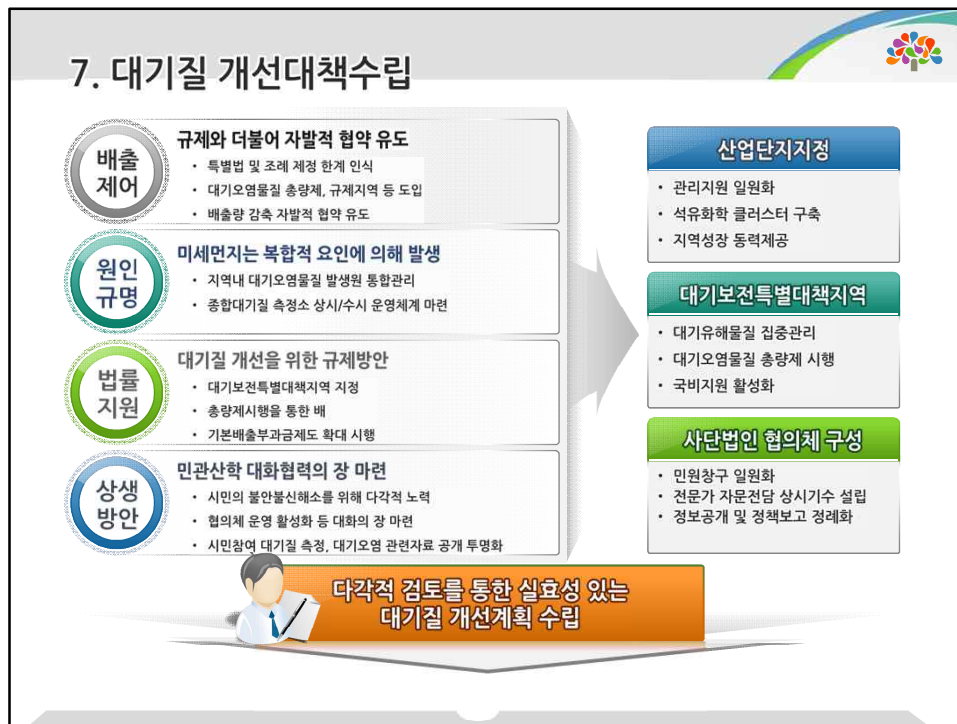 7. 대기질 개선대책수립
배출
제어
규제와 더불어 자발적 협약 유도
• 특별법 및 조례 제정 한계 인식
• 대기오염물질 총량제, 규제지역 등 도입
• 배출량 감축 자발적 협약 유도
원인
규명
미세먼지는 복합적 요인에 의해 발생
• 지역내 대기오염물질 발생원 통합관리
• 종합대기질 측정소 상시/수시 운영체계 마련
법률
지원
대기질 개선을 위한 규제방안
• 대기보전특별대책지역 지정
• 총량제시행을 통한 배
• 기본배출부과금제도 확대 시행
상생
방안
민관산학 대화협력의 장 마련
• 시민의 불안불신해소를 위해 다각적 노력
• 협의체 운영 활성화 등 대화의 장 마련
• 시민참여 대기질 측정, 대기오염 관련자료 공개 투명화
산업단지지정
• 관리지원 일원화
• 석유화학 클러스터 구축
• 지역성장 동력제공
대기보전특별대책지역
• 대기유해물질 집중관리
• 대기오염물질 총량제 시행
• 국비지원 활성화
사단법인 협의체 구성
• 민원창구 일원화
• 전문가 자문전담 상시기수 설립
• 정보공개 및 정책보고 정례화
다각적 검토를 통한 실효성 있는
대기질 개선계획 수립